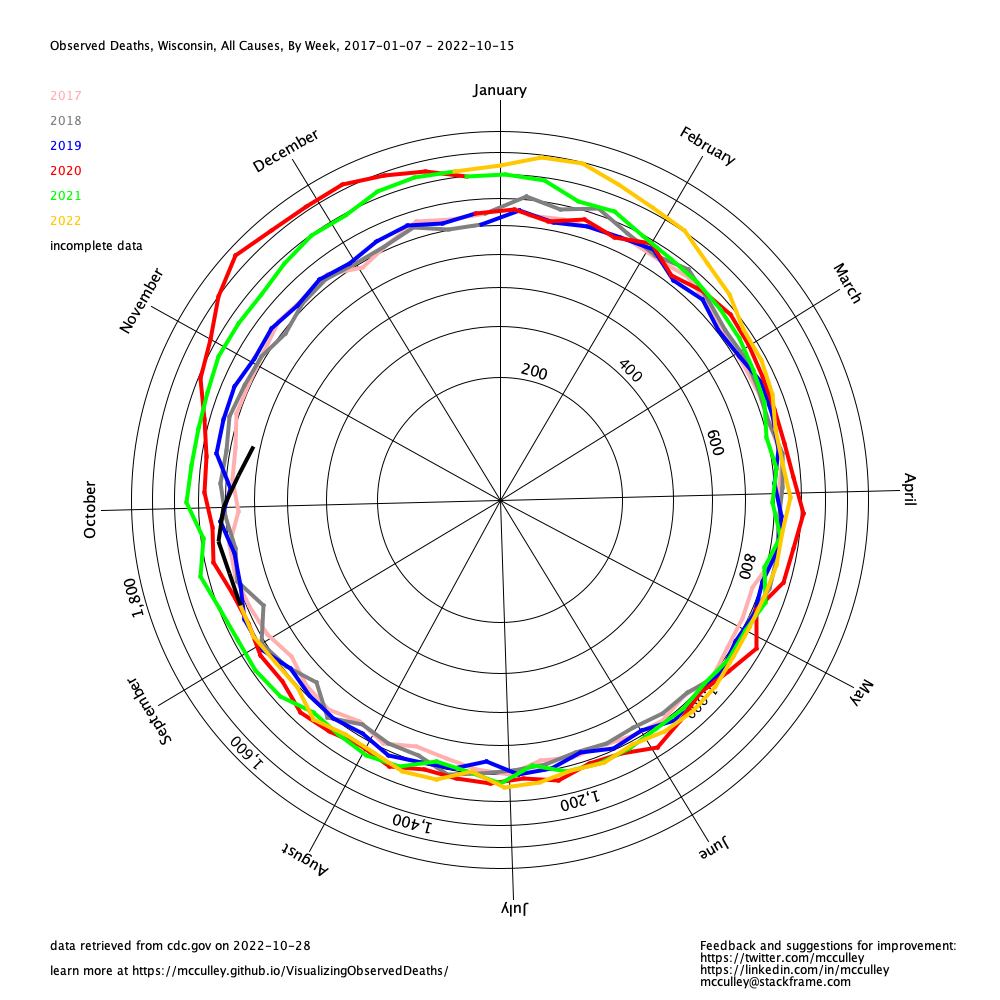 Observed Deaths, Wisconsin, All Causes, By Week, 2017-01-07 - 2022-10-15
January
2017
2018
2019
2020
2021
2022
incomplete data
December
February
November
March
200
400
600
October
April
800
1,800
May
September
1,600
1,200
1,400
June
August
July
data retrieved from cdc.gov on 2022-10-28
learn more at https://mcculley.github.io/VisualizingObservedDeaths/
Feedback and suggestions for improvement:
https://twitter.com/mcculley
https://linkedin.com/in/mcculley
mcculley@stackframe.com